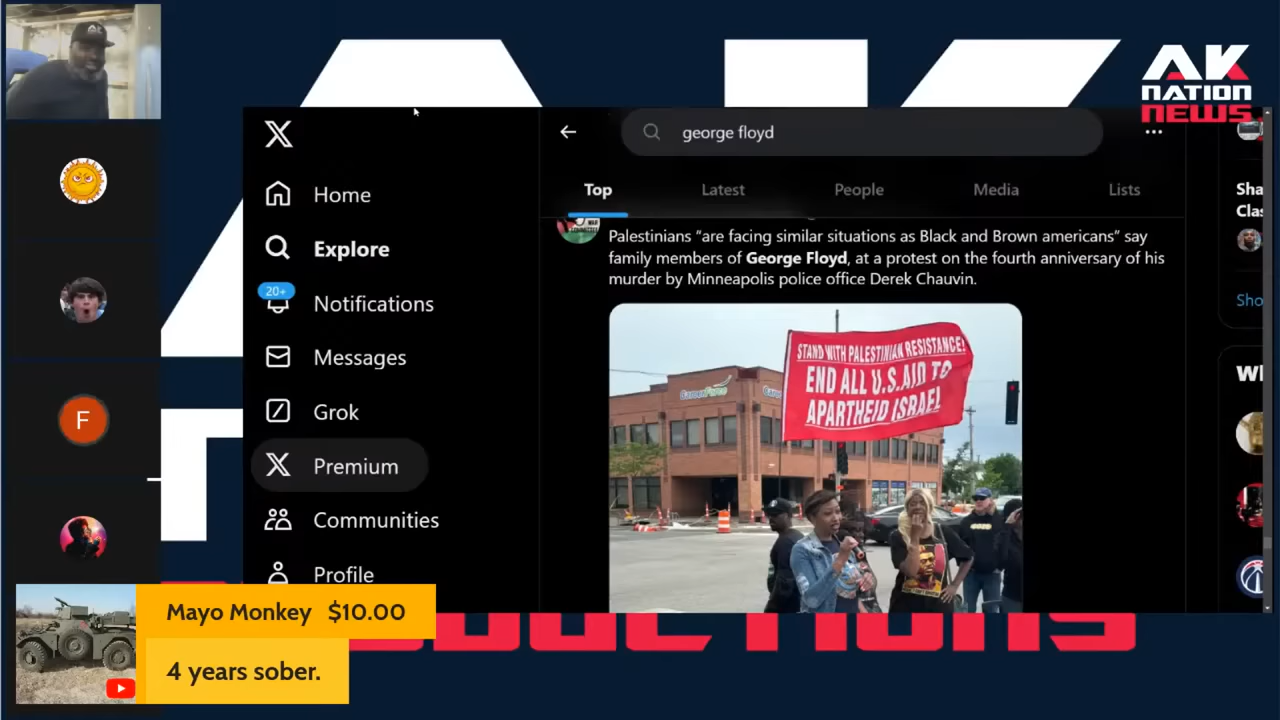 AK
NATION
NEWS
george floyd
Top
Latest
People
Media
Lists
Home
Explore
20+
Notifications
Messages
Grok
Premium
Communities
Profile
Palestinians "are facing similar situations as Black and Brown americans" say
family members of George Floyd, at a protest on the fourth anniversary of his
murder by Minneapolis police office Derek Chauvin.
STAND WITH PALESTINIAN RESISTANCE!
END ALL U.S. AID TO
APARTHEID ISRAEL
Sha
Clas
Sho
F
Mayo Monkey $10.00
4 years sober.